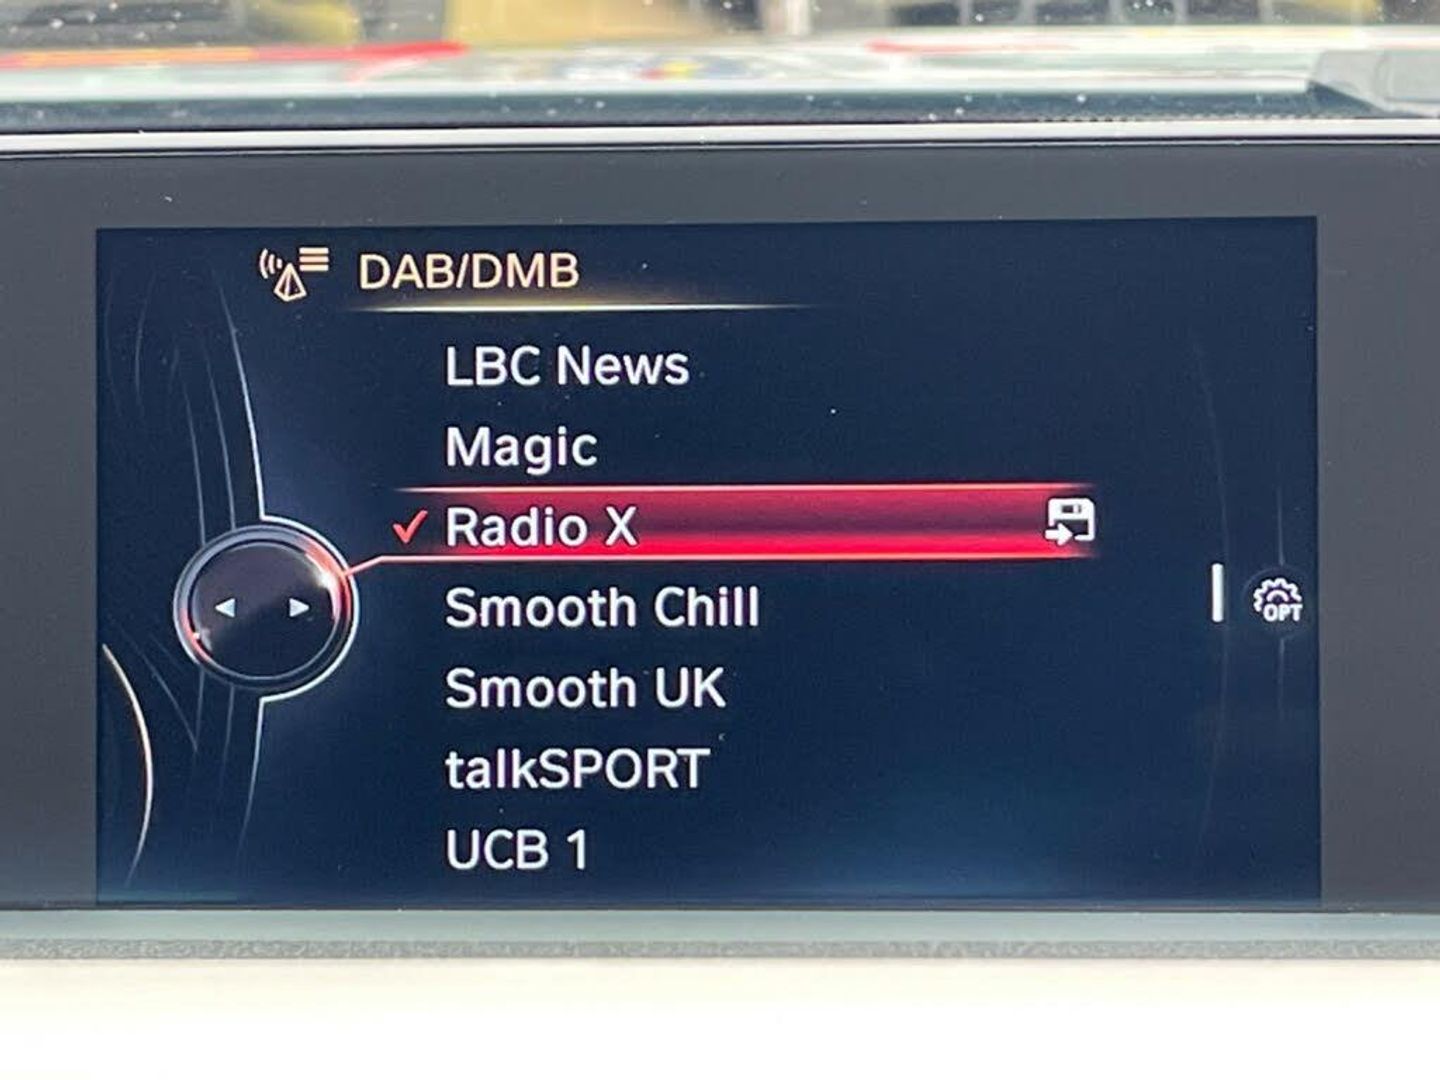 DAB/DMB
LBC News
Magic
Radio X
Smooth Chill
Smooth UK
talkSPORT
UCB 1
OPT